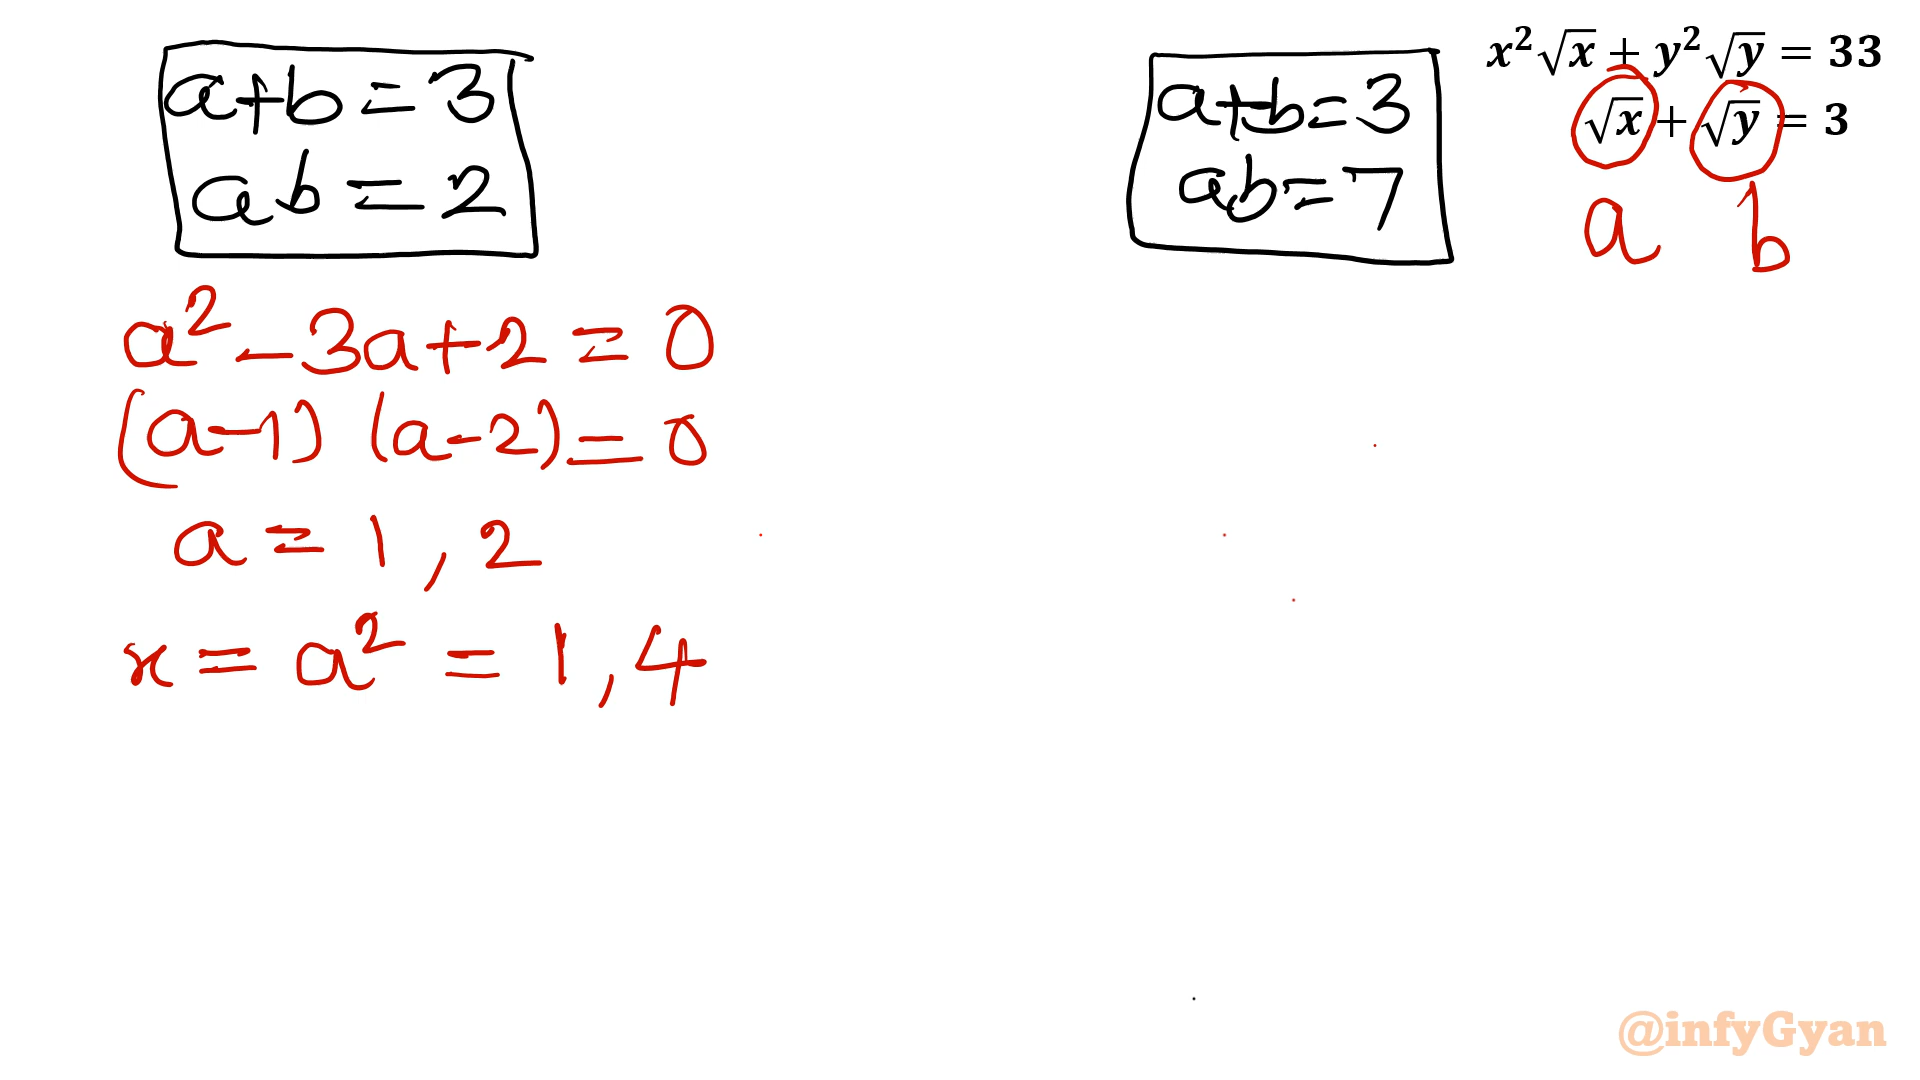 a+b=3
ab=2
a²-3a+2=0
(a-1)(a-2)=0
a=1,2
x=a²=1,4
a+b=3
ab=7
x²√x + y²√y = 33
√x + √y = 3
a b
@infyGyan